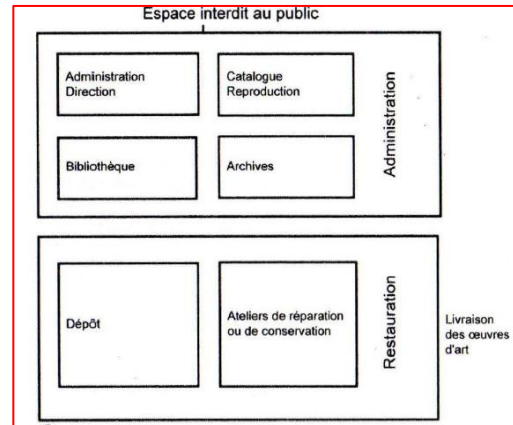 Espace interdit au public
Administration
Direction
Catalogue
Reproduction
Bibliothèque
Archives
Administration
Dépôt
Ateliers de réparation
ou de conservation
Restauration
Livraison
des œuvres
d'art